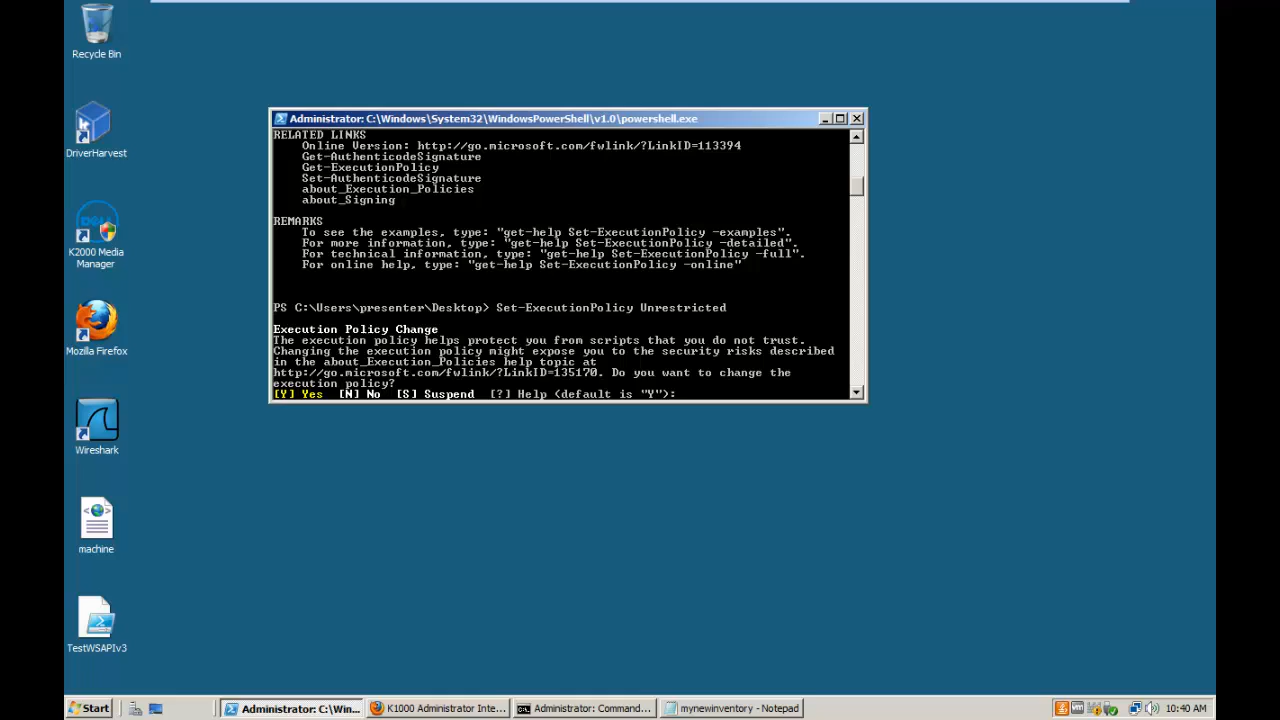 Recycle Bin
DriverHarvest
K2000 Media
Manager
Mozilla Firefox
Wireshark
machine
TestWSAPIv3
Administrator: C:\Windows\System32\WindowsPowerShell\v1.0\powershell.exe
RELATED LINKS
Online Version: http://go.microsoft.com/fwlink/?LinkID=113394
Get-AuthenticodeSignature
Get-ExecutionPolicy
Set-AuthenticodeSignature
about_Execution_Policies
about_Signing
REMARKS
To see the examples, type: "get-help Set-ExecutionPolicy -examples".
For more information, type: "get-help Set-ExecutionPolicy -detailed".
For technical information, type: "get-help Set-ExecutionPolicy -full".
For online help, type: "get-help Set-ExecutionPolicy -online"
PS C:\Users\presenter\Desktop> Set-ExecutionPolicy Unrestricted
Execution Policy Change
The execution policy helps protect you from scripts that you do not trust.
Changing the execution policy might expose you to the security risks described
in the about_Execution_Policies help topic at
http://go.microsoft.com/fwlink/?LinkID=135170. Do you want to change the
execution policy?
[Y] Yes [N] No [S] Suspend [?] Help (default is "Y"):
Start
Administrator: C:\Win...
K1000 Administrator Inte...
Administrator: Command...
mynewinventory - Notepad
10:40 AM